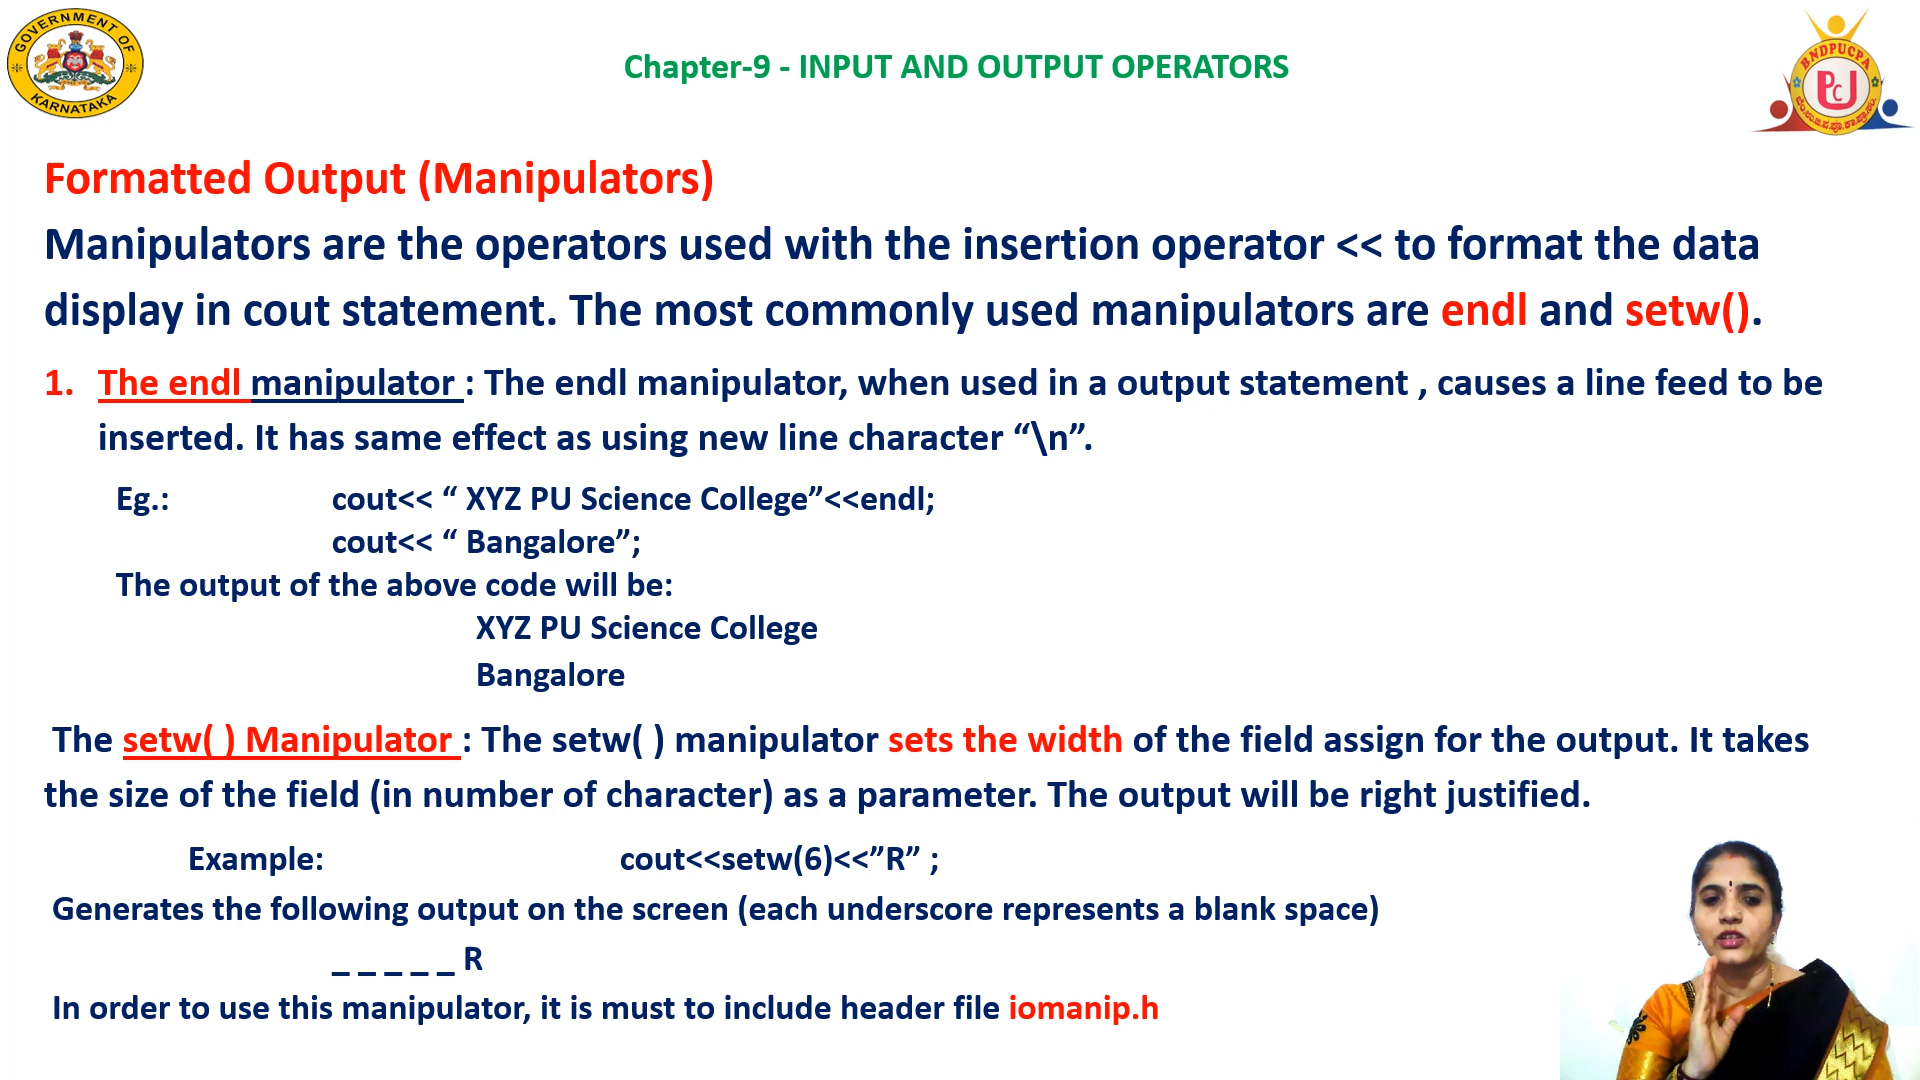 GOVERNMENT OF
KARNATAKA
Chapter-9 - INPUT AND OUTPUT OPERATORS
BNDPUCPA
PUC
Formatted Output (Manipulators)
Manipulators are the operators used with the insertion operator << to format the data
display in cout statement. The most commonly used manipulators are endl and setw().
1. The endl manipulator : The endl manipulator, when used in a output statement , causes a line feed to be
inserted. It has same effect as using new line character “\n”.
Eg.: cout<< “ XYZ PU Science College”<<endl;
cout<< “ Bangalore”;
The output of the above code will be:
XYZ PU Science College
Bangalore
The setw( ) Manipulator : The setw( ) manipulator sets the width of the field assign for the output. It takes
the size of the field (in number of character) as a parameter. The output will be right justified.
Example: cout<<setw(6)<<”R” ;
Generates the following output on the screen (each underscore represents a blank space)
_ _ _ _ _ R
In order to use this manipulator, it is must to include header file iomanip.h